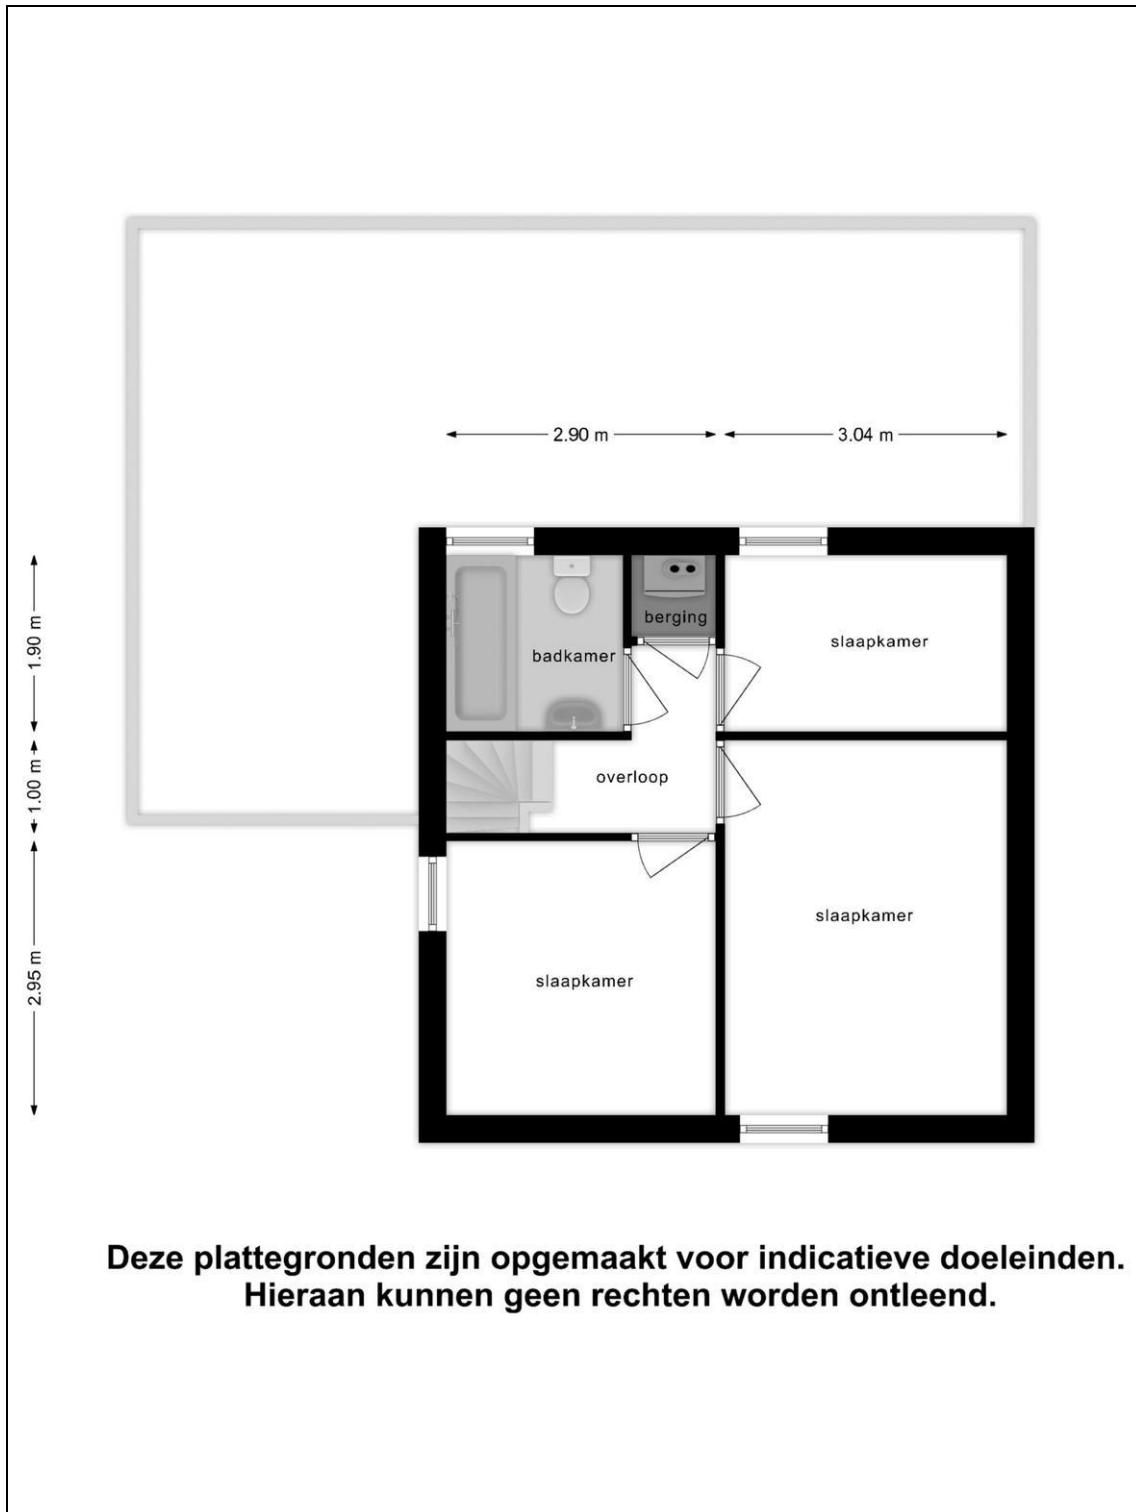 2.90 m
3.04 m
1.90 m
1.00 m
2.95 m
berging
badkamer
slaapkamer
overloop
slaapkamer
slaapkamer
Deze plattegronden zijn opgemaakt voor indicatieve doeleinden.
Hieraan kunnen geen rechten worden ontleend.